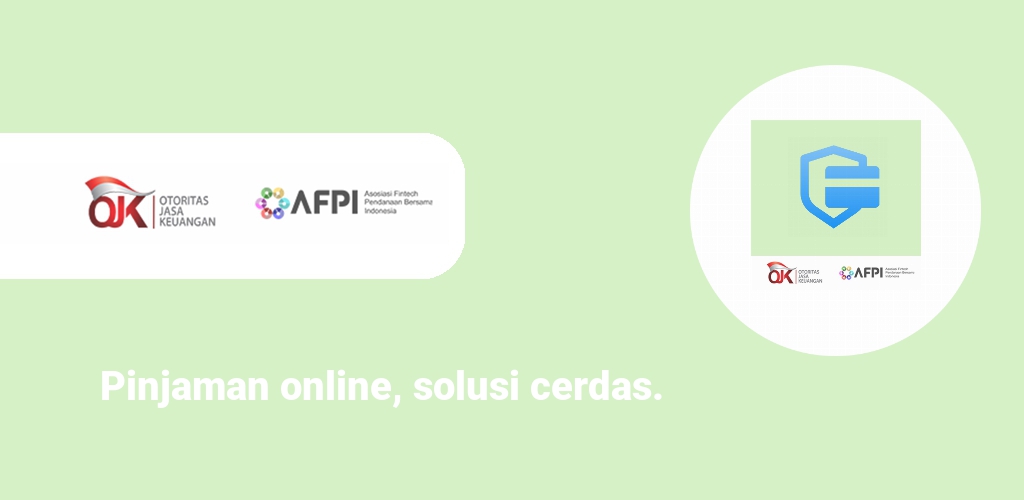 OJK OTORITAS
JASA
KEUANGAN
AFPI Asosiasi Fintech
Pendanaan Bersama
Indonesia
OJK OTORITAS
JASA
KEUANGAN
AFPI Asosiasi Fintech
Pendanaan Bersama
Indonesia
Pinjaman online, solusi cerdas.